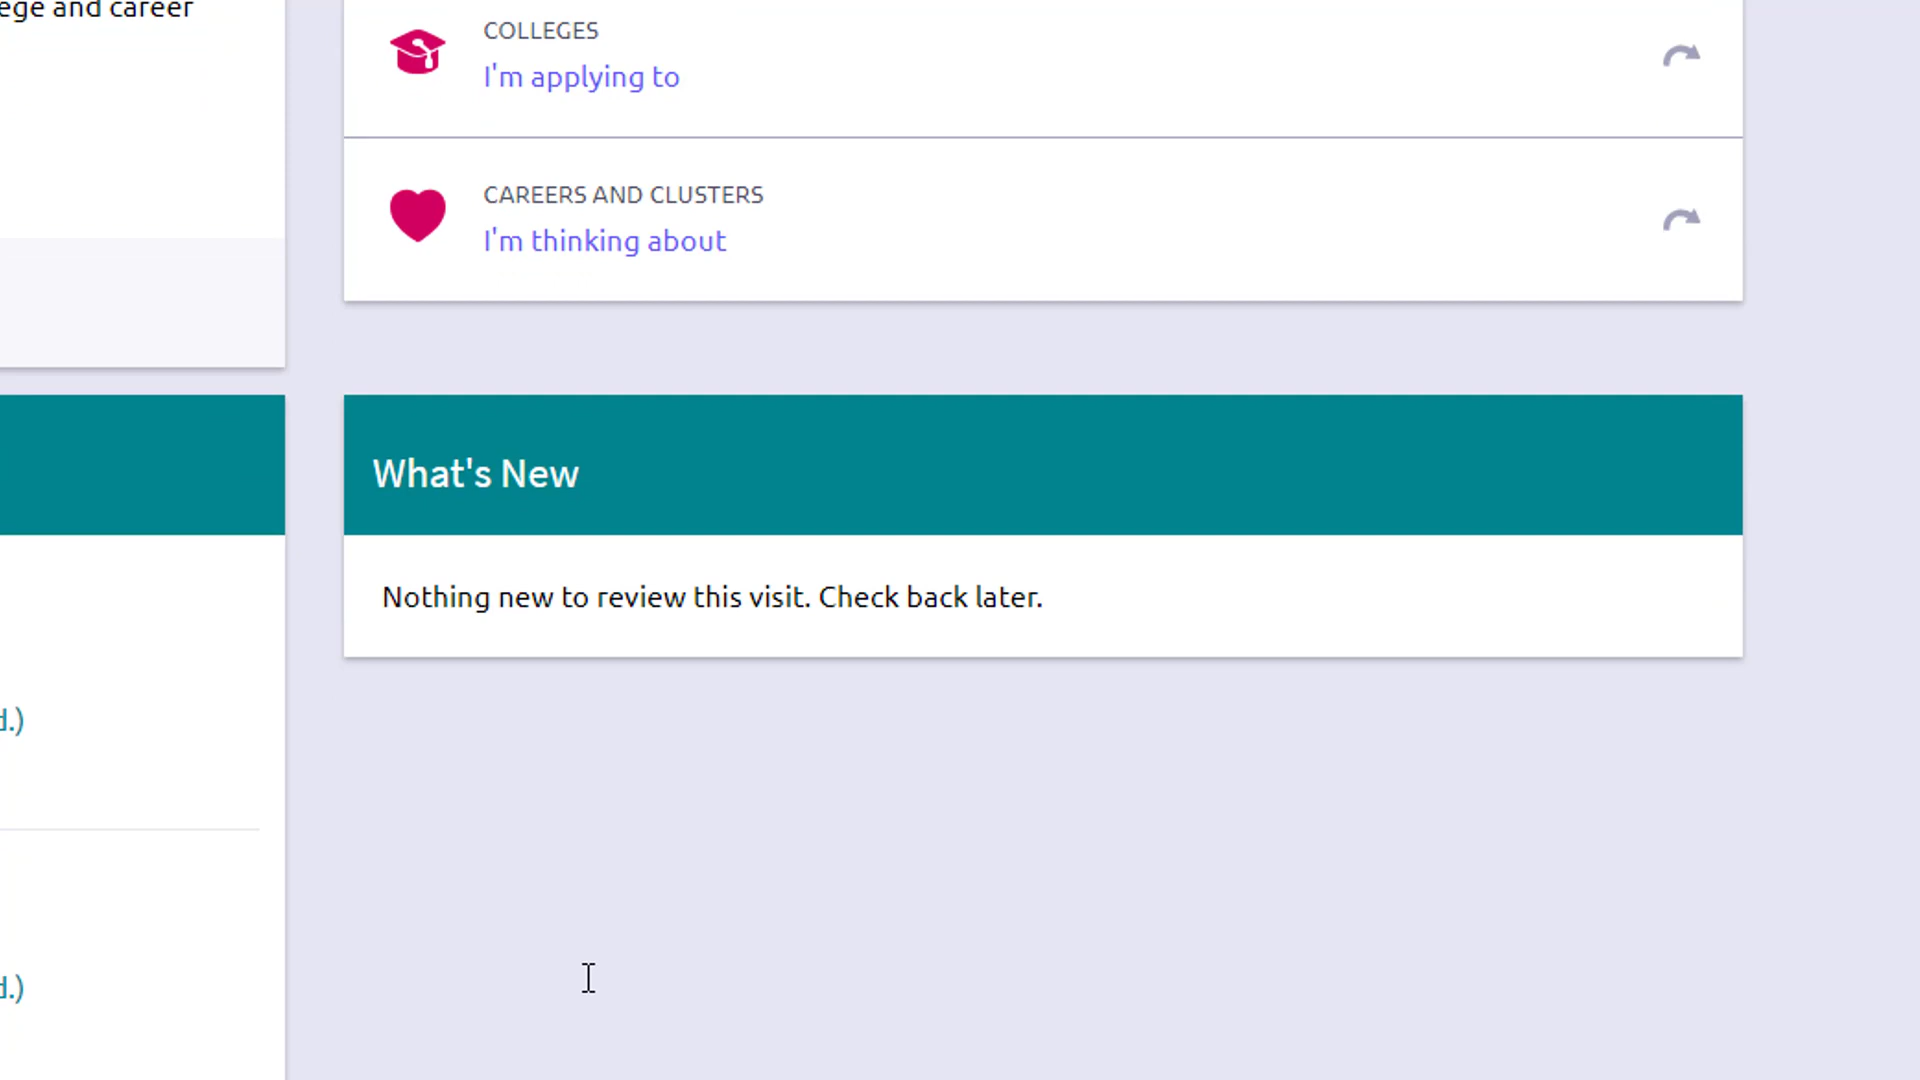 ege and career
COLLEGES
I'm applying to
CAREERS AND CLUSTERS
I'm thinking about
What's New
Nothing new to review this visit. Check back later.
d.)
d.)